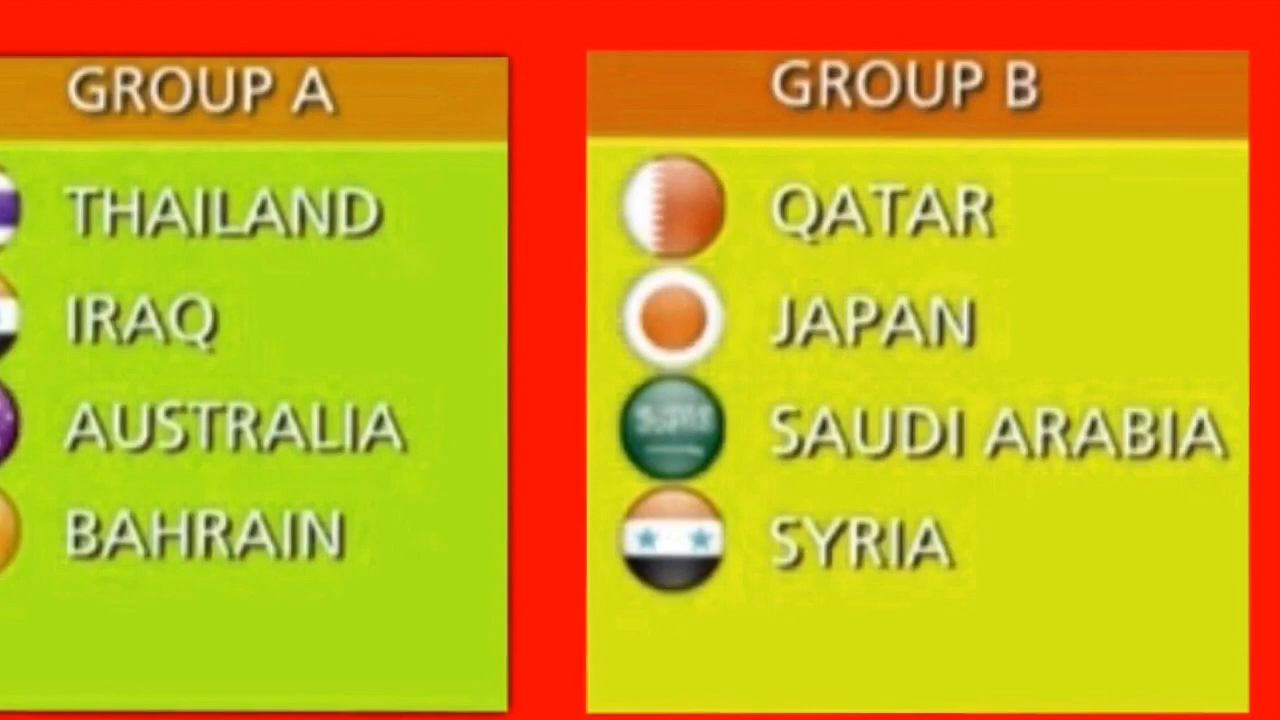 GROUP A
THAILAND
IRAQ
AUSTRALIA
BAHRAIN
GROUP B
QATAR
JAPAN
SAUDI ARABIA
SYRIA